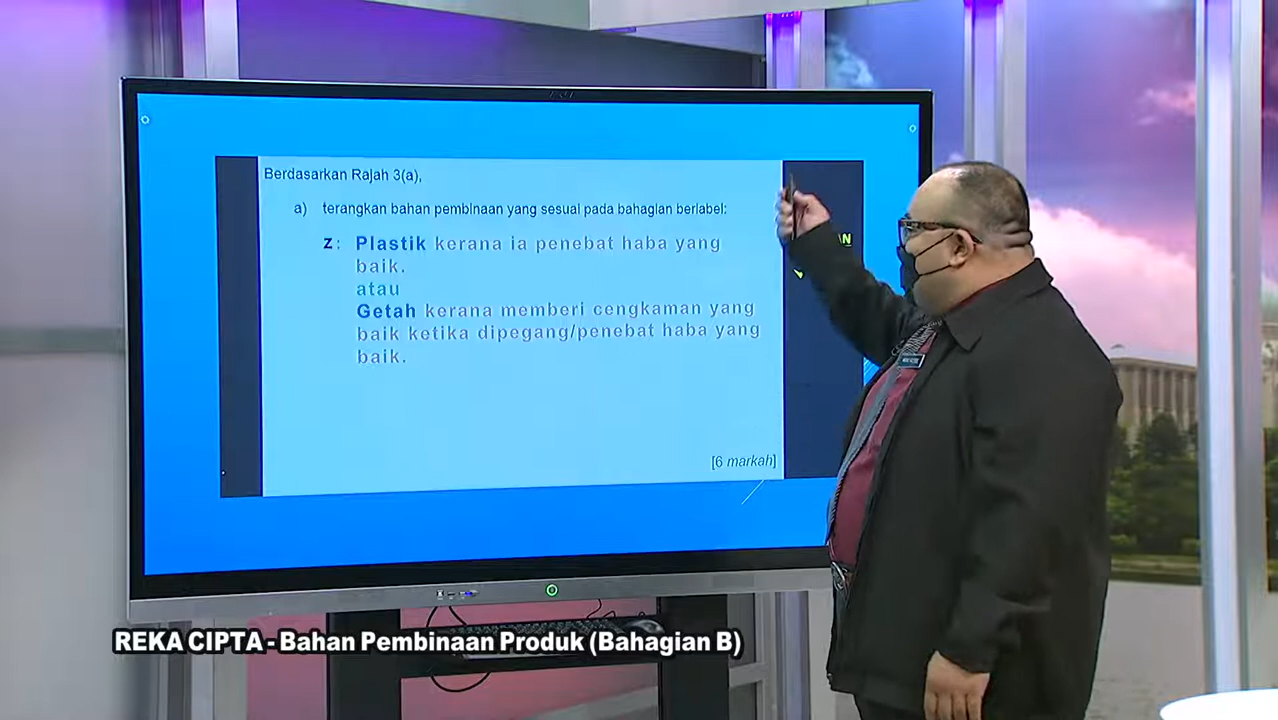 Berdasarkan Rajah 3(a),
a) terangkan bahan pembinaan yang sesuai pada bahagian berlabel:
z: Plastik kerana ia penebat haba yang
baik.
atau
Getah kerana memberi cengkaman yang
baik ketika dipegang/penebat haba yang
baik.
[6 markah]
AN
REKA CIPTA - Bahan Pembinaan Produk (Bahagian B)